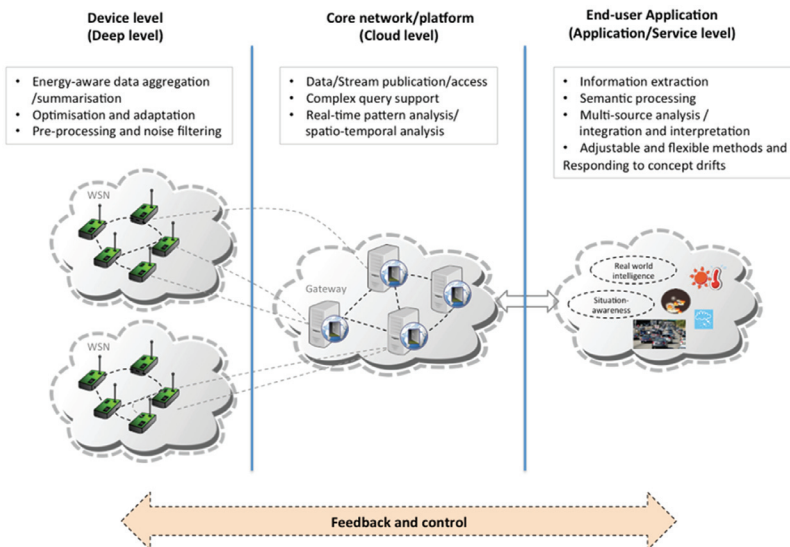 Device level
(Deep level)
Core network/platform
(Cloud level)
End-user Application
(Application/Service level)
• Energy-aware data aggregation
/summarisation
• Optimisation and adaptation
• Pre-processing and noise filtering
• Data/Stream publication/access
• Complex query support
• Real-time pattern analysis/
spatio-temporal analysis
• Information extraction
• Semantic processing
• Multi-source analysis /
integration and interpretation
• Adjustable and flexible methods and
Responding to concept drifts
WSN
Gateway
Real world
intelligence
Situation-
awareness
WSN
Feedback and control